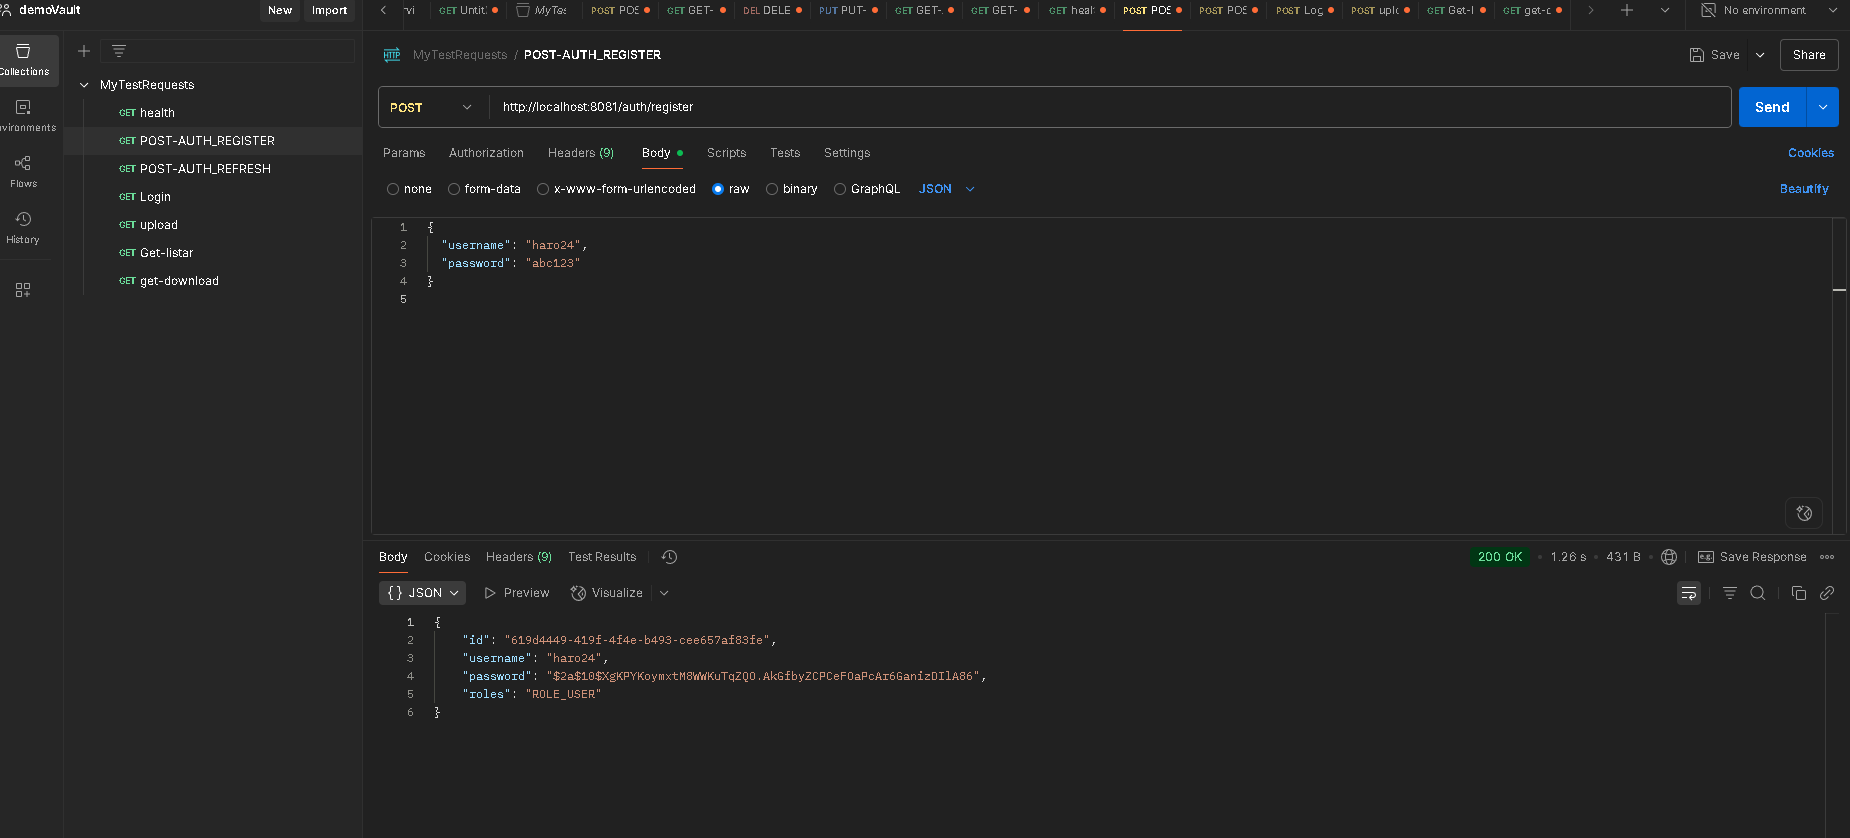 demoVault
New
Import
GET Untit
MyTes
POST POS
GET GET-
DEL DELE
PUT PUT-
GET GET-
GET GET-
GET heal
POST POS
POST POS
POST Log
POST uplo
GET Get-l
GET get-d
No environment
Collections
nvironments
Flows
History
MyTestRequests
GET health
GET POST-AUTH_REGISTER
GET POST-AUTH_REFRESH
GET Login
GET upload
GET Get-listar
GET get-download
HTTP MyTestRequests / POST-AUTH_REGISTER
Save
Share
POST http://localhost:8081/auth/register
Send
Params Authorization Headers (9) Body Scripts Tests Settings
Cookies
none form-data x-www-form-urlencoded raw binary GraphQL JSON
Beautify
1 {
2 "username": "haro24",
3 "password": "abc123"
4 }
5
Body Cookies Headers (9) Test Results
200 OK • 1.26 s • 431 B
e.g. Save Response
{} JSON Preview Visualize
1 {
2 "id": "619d4449-419f-4f4e-b493-cee657af83fe",
3 "username": "haro24",
4 "password": "$2a$10$XgKPYKoymxtM8WWKuTqZQO.AkGfbyZCPCeFOaPcAr6GanizDIlA86",
5 "roles": "ROLE_USER"
6 }